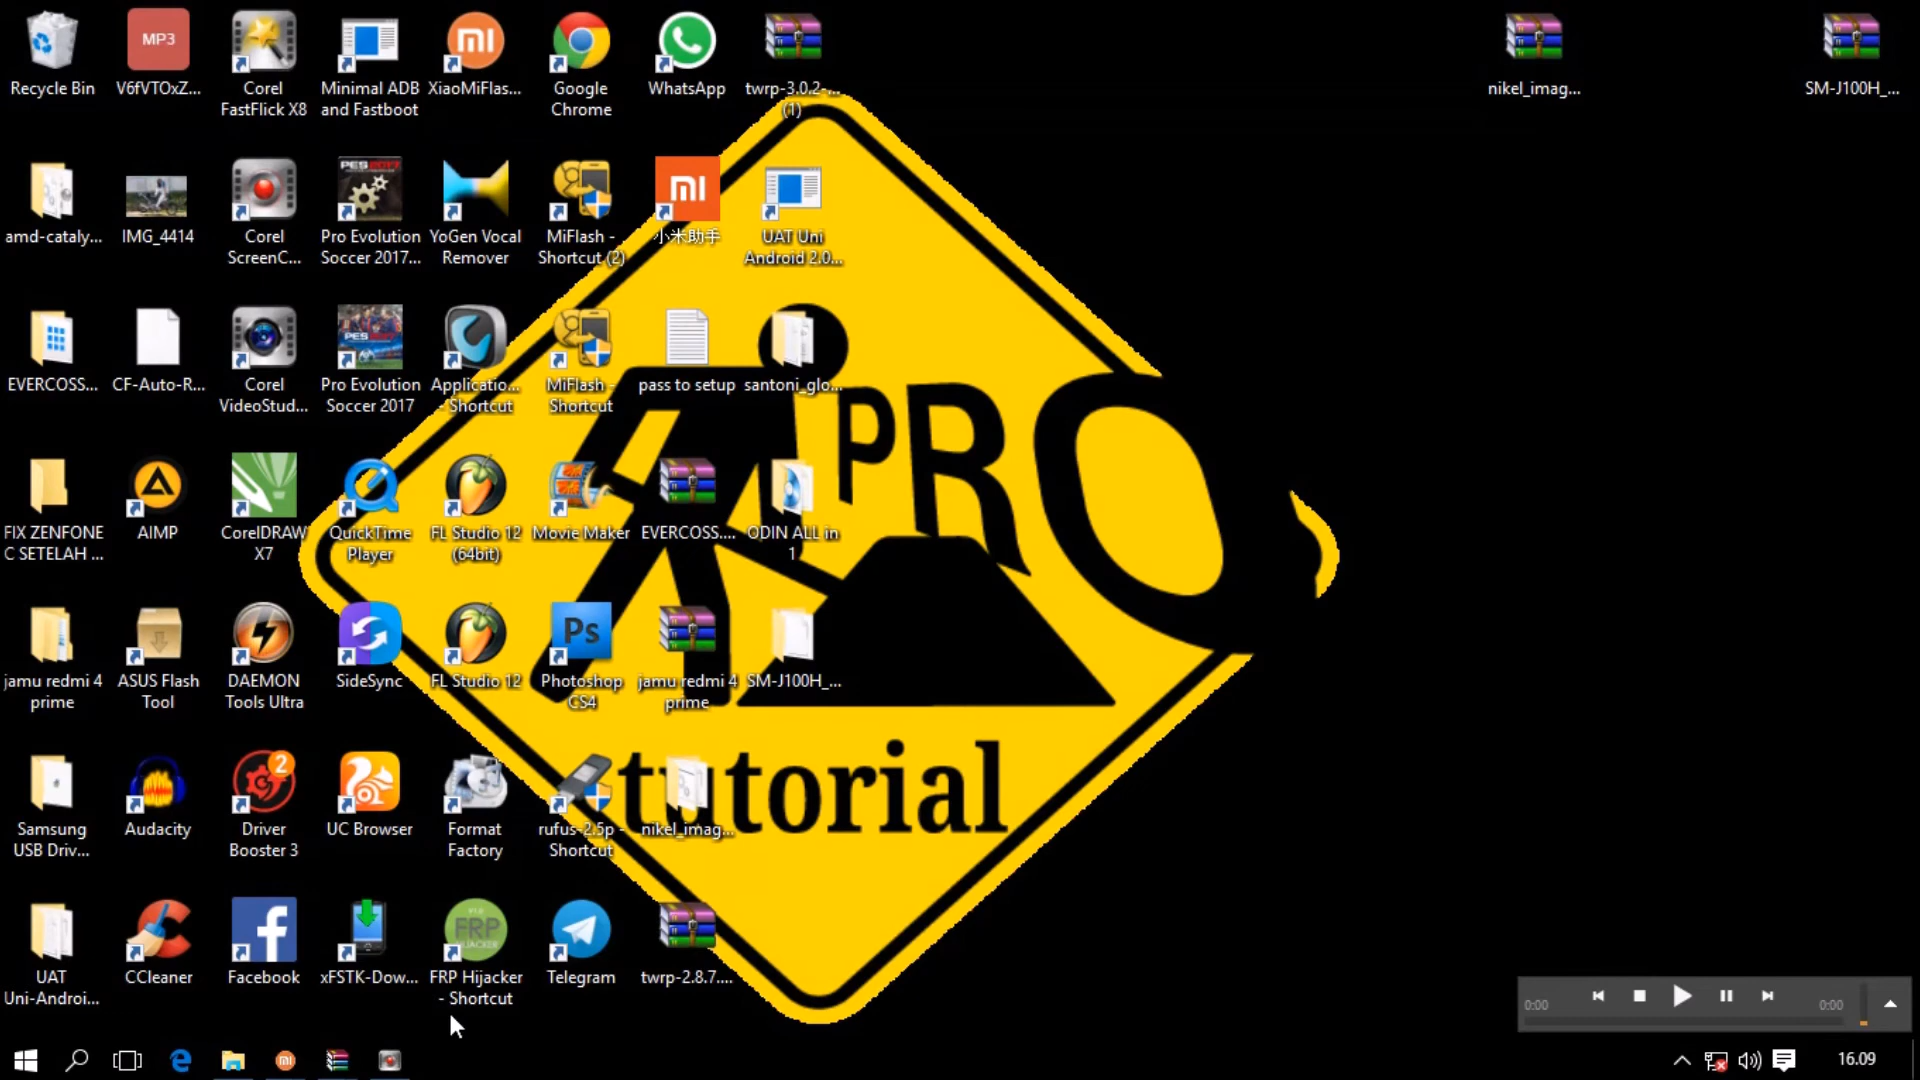 Recycle Bin
MP3
V6fVTOxZ...
Corel
FastFlick X8
Minimal ADB
and Fastboot
XiaoMiFlas...
Google
Chrome
WhatsApp
twrp-3.0.2-...
(1)
nikel_imag...
SM-J100H_...
amd-cataly...
IMG_4414
Corel
ScreenC...
PES 2017
Pro Evolution
Soccer 2017...
YoGen Vocal
Remover
MiFlash -
Shortcut (2)
小米助手
UAT Uni
Android 2.0...
EVERCOSS...
CF-Auto-R...
Corel
VideoStud...
Pro Evolution
Soccer 2017
Applicatio...
- Shortcut
MiFlash -
Shortcut
pass to setup
santoni_glo...
PRO
FIX ZENFONE
C SETELAH ...
AIMP
CorelDRAW
X7
QuickTime
Player
FL Studio 12
(64bit)
Movie Maker
EVERCOSS....
ODIN ALL in
1
jamu redmi 4
prime
ASUS Flash
Tool
DAEMON
Tools Ultra
SideSync
FL Studio 12
Ps
Photoshop
CS4
jamu redmi 4
prime
SM-J100H_...
tutorial
Samsung
USB Driv...
Audacity
2
Driver
Booster 3
UC Browser
Format
Factory
rufus-2.5p -
Shortcut
nikel_imag...
UAT
Uni-Androi...
CCleaner
Facebook
xFSTK-Dow...
FRP
HIJACKER
FRP Hijacker
- Shortcut
Telegram
twrp-2.8.7....
0:00
0:00
16.09